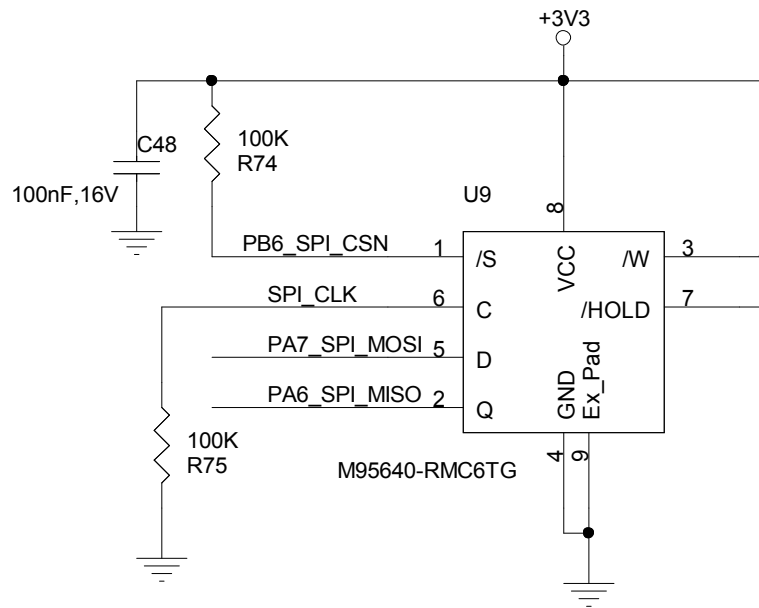 +3V3
C48
100nF,16V
100K
R74
U9
8
PB6_SPI_CSN
1
/S
VCC
/W
3
SPI_CLK
6
C
/HOLD
7
PA7_SPI_MOSI
5
D
PA6_SPI_MISO
2
Q
GND
Ex_Pad
100K
R75
M95640-RMC6TG
4
9